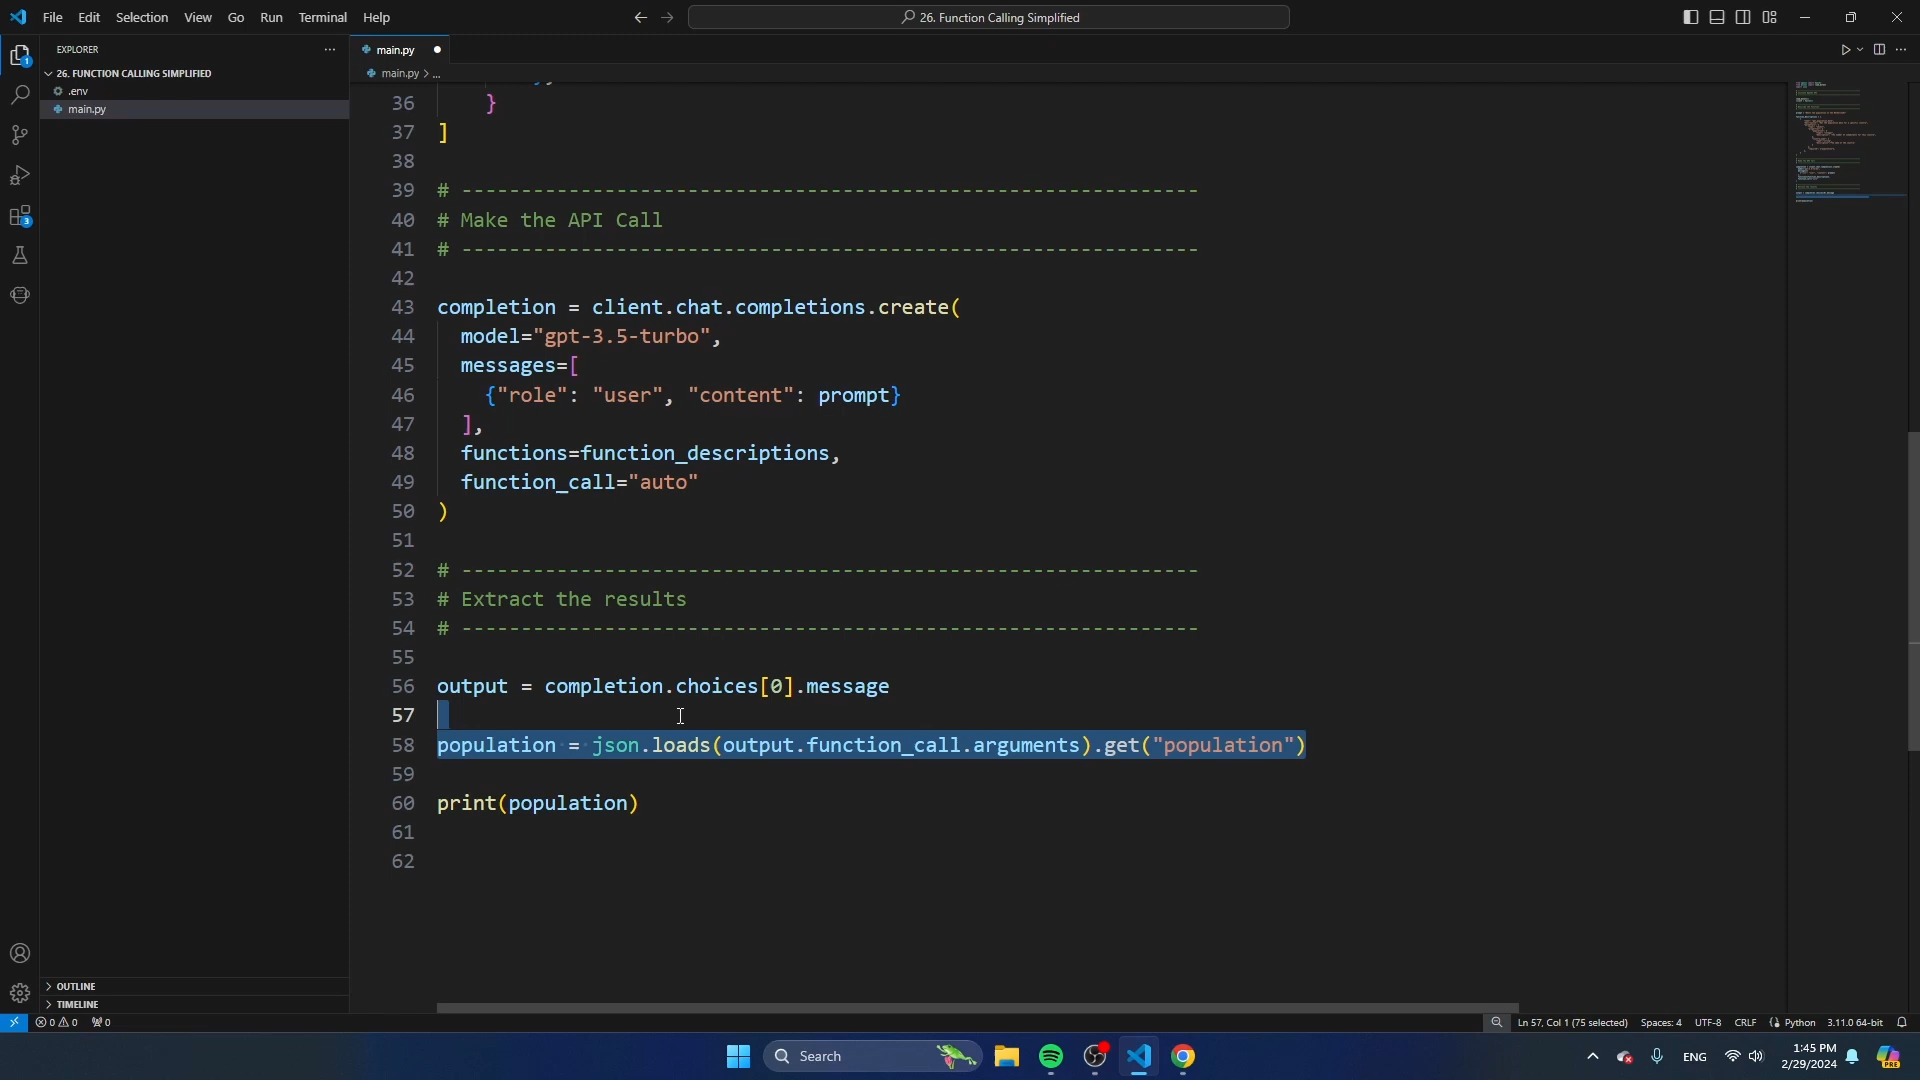 File Edit Selection View Go Run Terminal Help
26. Function Calling Simplified
EXPLORER
26. FUNCTION CALLING SIMPLIFIED
.env
main.py
OUTLINE
TIMELINE
main.py
main.py > ...
36 }
37 ]
38
39 # --------------------------------------------------------------
40 # Make the API Call
41 # --------------------------------------------------------------
42
43 completion = client.chat.completions.create(
44 model="gpt-3.5-turbo",
45 messages=[
46 {"role": "user", "content": prompt}
47 ],
48 functions=function_descriptions,
49 function_call="auto"
50 )
51
52 # --------------------------------------------------------------
53 # Extract the results
54 # --------------------------------------------------------------
55
56 output = completion.choices[0].message
57
58 population = json.loads(output.function_call.arguments).get("population")
59
60 print(population)
61
62
0 0 0 Ln 57, Col 1 (75 selected) Spaces: 4 UTF-8 CRLF Python 3.11.0 64-bit
Search ENG 1:45 PM
2/29/2024
1
3
PRE